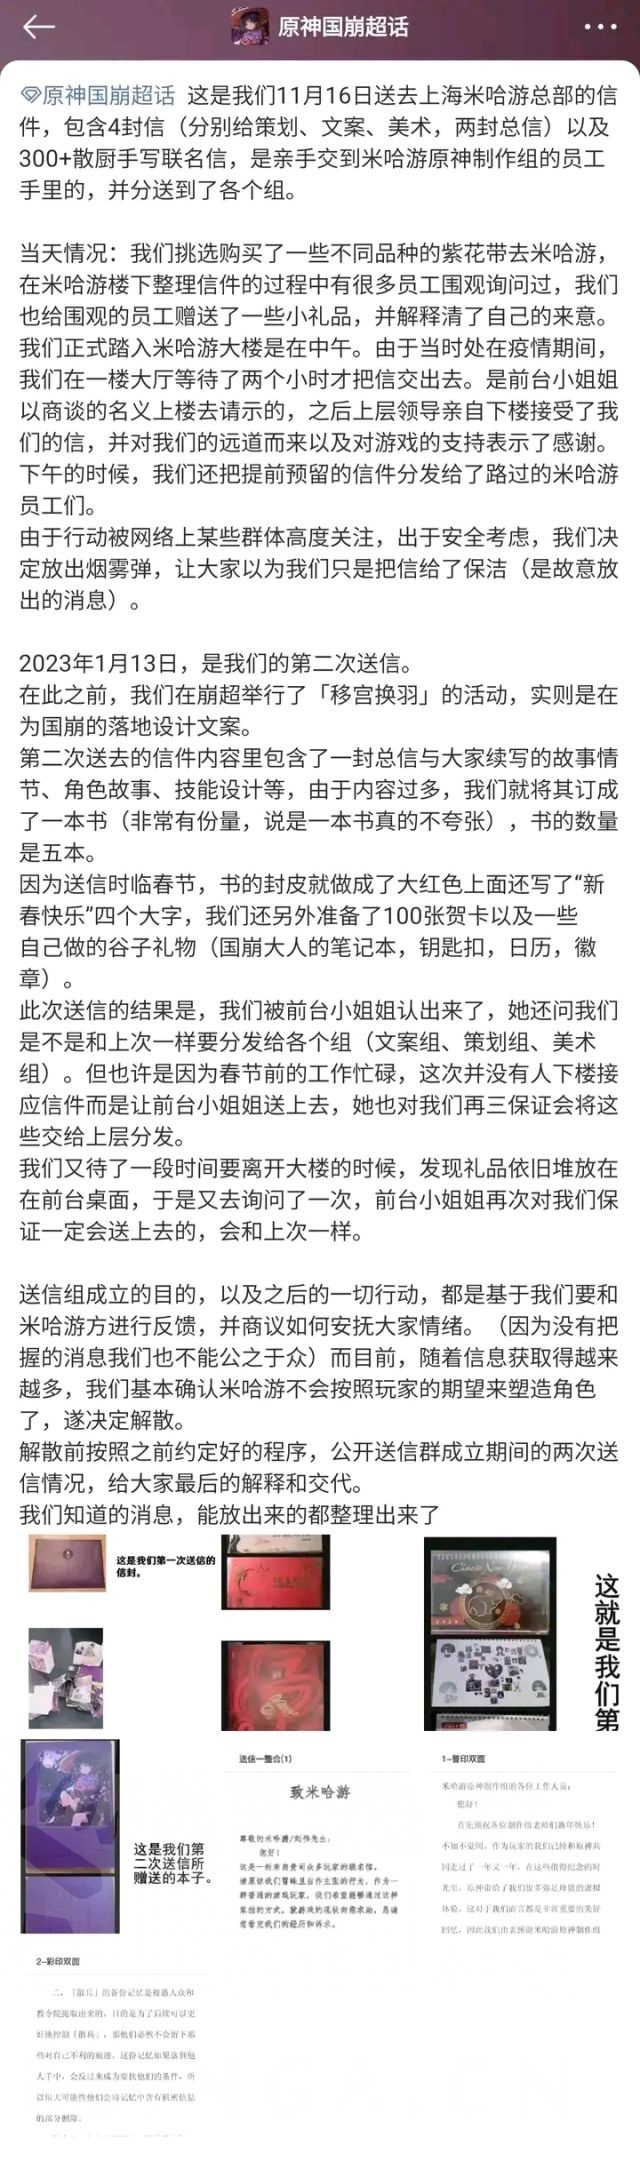 原神国崩超话
原神国崩超话 这是我们11月16日送去上海米哈游总部的信
件，包含4封信（分别给策划、文案、美术，两封总信）以及
300+散厨手写联名信，是亲手交到米哈游原神制作组的员工
手里的，并分送到了各个组。
当天情况：我们挑选购买了一些不同品种的紫花带去米哈游，
在米哈游楼下整理信件的过程中有很多员工围观询问过，我们
也给围观的员工赠送了一些小礼品，并解释清了自己的来意。
我们正式踏入米哈游大楼是在中午。由于当时处在疫情期间，
我们在一楼大厅等待了两个小时才把信交出去。是前台小姐姐
以商谈的名义上楼去请示的，之后上层领导亲自下楼接受了我
们的信，并对我们的远道而来以及对游戏的支持表示了感谢。
下午的时候，我们还把提前预留的信件分发给了路过的米哈游
员工们。
由于行动被网络上某些群体高度关注，出于安全考虑，我们决
定放出烟雾弹，让大家以为我们只是把信给了保洁（是故意放
出的消息）。
2023年1月13日，是我们的第二次送信。
在此之前，我们在崩超举行了「移宫换羽」的活动，实则是在
为国崩的落地设计文案。
第二次送去的信件内容里包含了一封总信与大家续写的故事情
节、角色故事、技能设计等，由于内容过多，我们就将其订成
了一本书（非常有份量，说是一本书真的不夸张），书的数量
是五本。
因为送信时临春节，书的封皮就做成了大红色上面还写了“新
春快乐”四个大字，我们还另外准备了100张贺卡以及一些
自己做的谷子礼物（国崩大人的笔记本，钥匙扣，日历，徽
章）。
此次送信的结果是，我们被前台小姐姐认出来了，她还问我们
是不是和上次一样要分发给各个组（文案组、策划组、美术
组）。但也许是因为春节前的工作忙碌，这次并没有人下楼接
应信件而是让前台小姐姐送上去，她也对我们再三保证会将这
些交给上层分发。
我们又待了一段时间要离开大楼的时候，发现礼品依旧堆放在
在前台桌面，于是又去询问了一次，前台小姐姐再次对我们保
证一定会送上去的，会和上次一样。
送信组成立的目的，以及之后的一切行动，都是基于我们要和
米哈游方进行反馈，并商议如何安抚大家情绪。（因为没有把
握的消息我们也不能公之于众）而目前，随着信息获取得越来
越多，我们基本确认米哈游不会按照玩家的期望来塑造角色
了，遂决定解散。
解散前按照之前约定好的程序，公开送信群成立期间的两次送
信情况，给大家最后的解释和交代。
我们知道的消息，能放出来的都整理出来了
这是我们第一次送信的
信封。
Chinese New Year
这就是我们第
这是我们第
二次送信所
赠送的本子。
送信一整合(1)
致米哈游
尊敬的米哈游/刘伟先生：
您好！
这是一封来自贵司众多玩家的联名信。
请原谅我们冒昧且自作主张的行为，作为一
群普通的游戏玩家，我们希望能够通过这样
您看完我们的经历和诉求。
1-普印双面
米哈游原神制作组的各位工作人员：
您好！
首先预祝各位制作组老师们新年快乐！
不知不觉间，作为玩家的我们已经和原神共
同走过了一年又一年，在这些值得纪念的时
光里，原神带给了我们很多弥足珍贵的虚拟
体验，这对于我们而言都是非常重要的美好
回忆，因此我们由衷感谢米哈游原神制作组
2-彩印双面
二，「散兵」的备份记忆是被愚人众和
教令院提取出来的，目的是为了后续可以更
好地控制「散兵」，那他们必然不会留下那
些对自己不利的痕迹，这份记忆如果落到他
人手中，会反过来成为要挟他们的条件，所
以很大可能性他们会将记忆中含有机密信息
的部分删除。